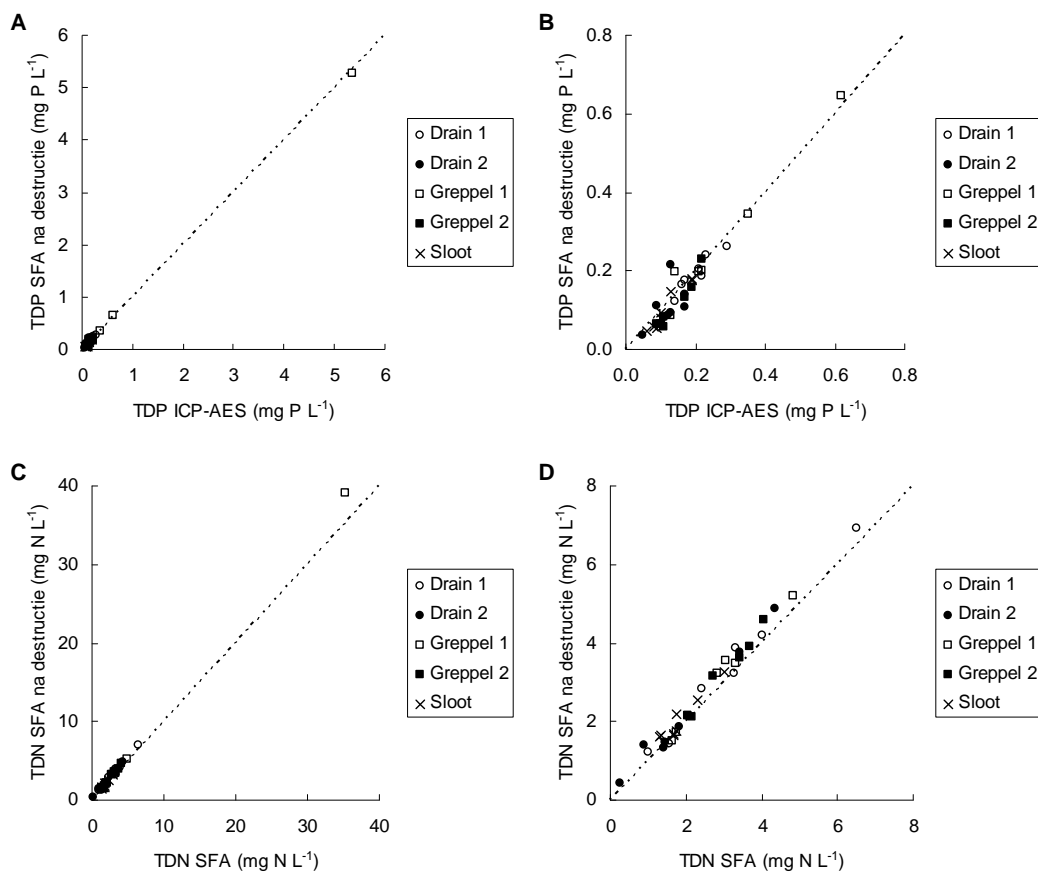 A
TDP SFA na destructie (mg P L⁻¹)
6
5
4
3
2
1
0
0 1 2 3 4 5 6
TDP ICP-AES (mg P L⁻¹)
Drain 1
Drain 2
Greppel 1
Greppel 2
Sloot
B
TDP SFA na destructie (mg P L⁻¹)
0.8
0.6
0.4
0.2
0.0
0.0 0.2 0.4 0.6 0.8
TDP ICP-AES (mg P L⁻¹)
Drain 1
Drain 2
Greppel 1
Greppel 2
Sloot
C
TDN SFA na destructie (mg N L⁻¹)
40
30
20
10
0
0 10 20 30 40
TDN SFA (mg N L⁻¹)
Drain 1
Drain 2
Greppel 1
Greppel 2
Sloot
D
TDN SFA na destructie (mg N L⁻¹)
8
6
4
2
0
0 2 4 6 8
TDN SFA (mg N L⁻¹)
Drain 1
Drain 2
Greppel 1
Greppel 2
Sloot